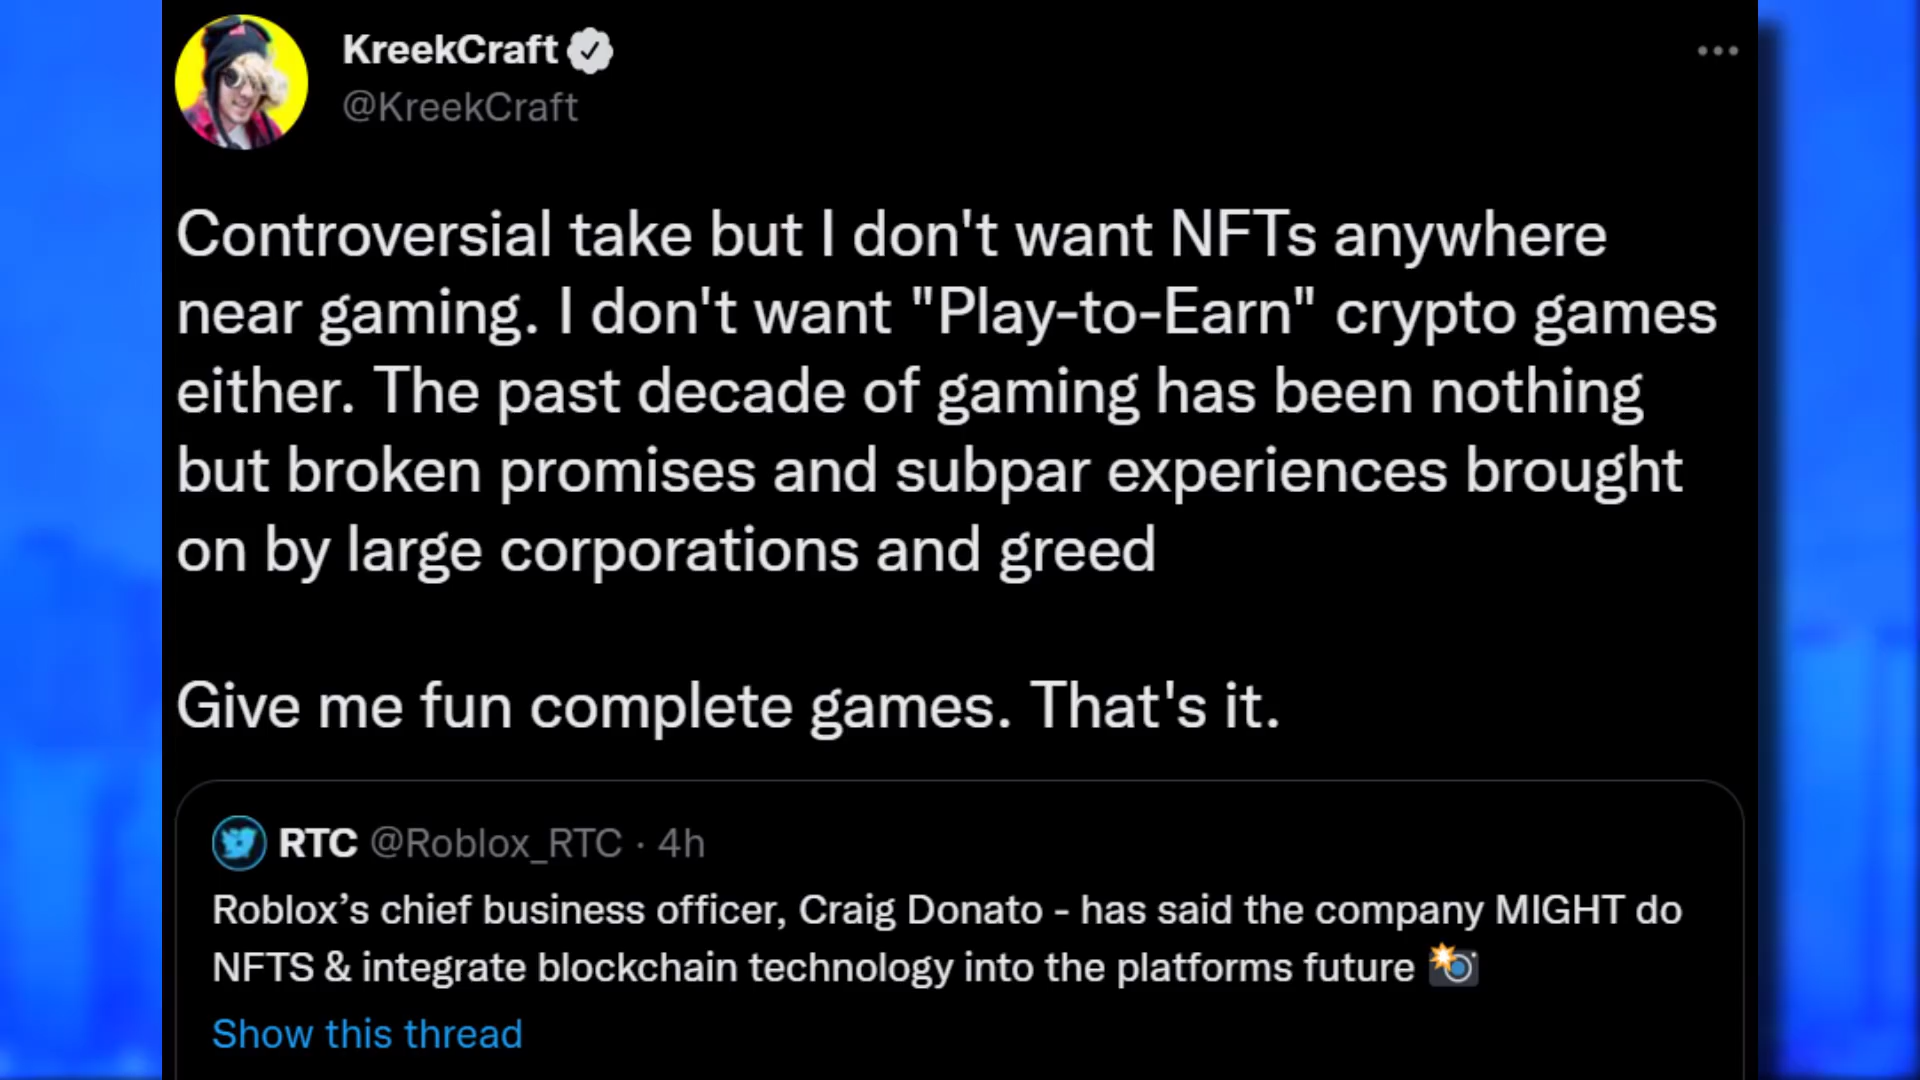 KreekCraft
@KreekCraft
Controversial take but I don't want NFTs anywhere
near gaming. I don't want "Play-to-Earn" crypto games
either. The past decade of gaming has been nothing
but broken promises and subpar experiences brought
on by large corporations and greed
Give me fun complete games. That's it.
RTC @Roblox_RTC · 4h
Roblox’s chief business officer, Craig Donato - has said the company MIGHT do
NFTS & integrate blockchain technology into the platforms future 📸
Show this thread